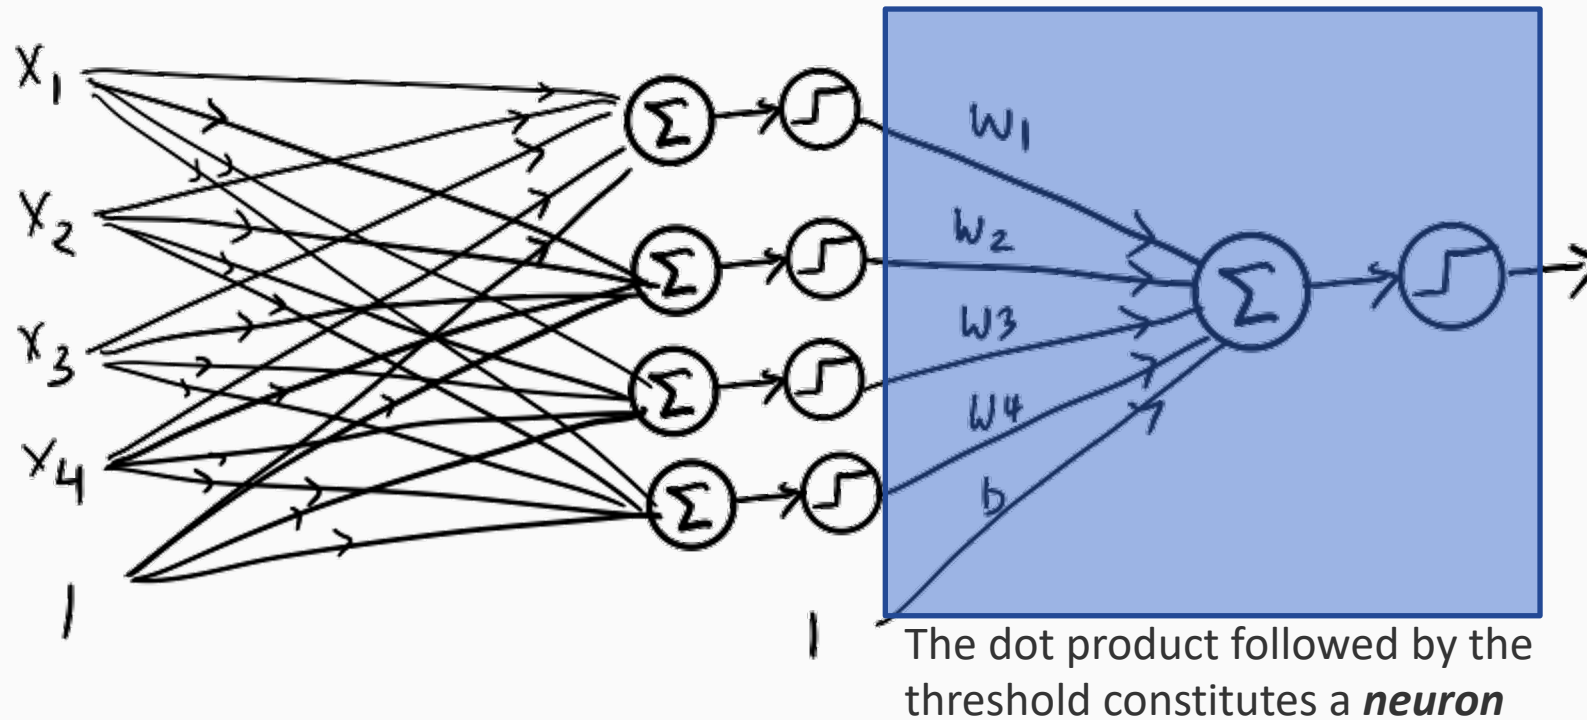 X1
X2
X3
X4
1
Σ
Σ
Σ
Σ
1
W1
W2
W3
W4
b
Σ
The dot product followed by the
threshold constitutes a neuron